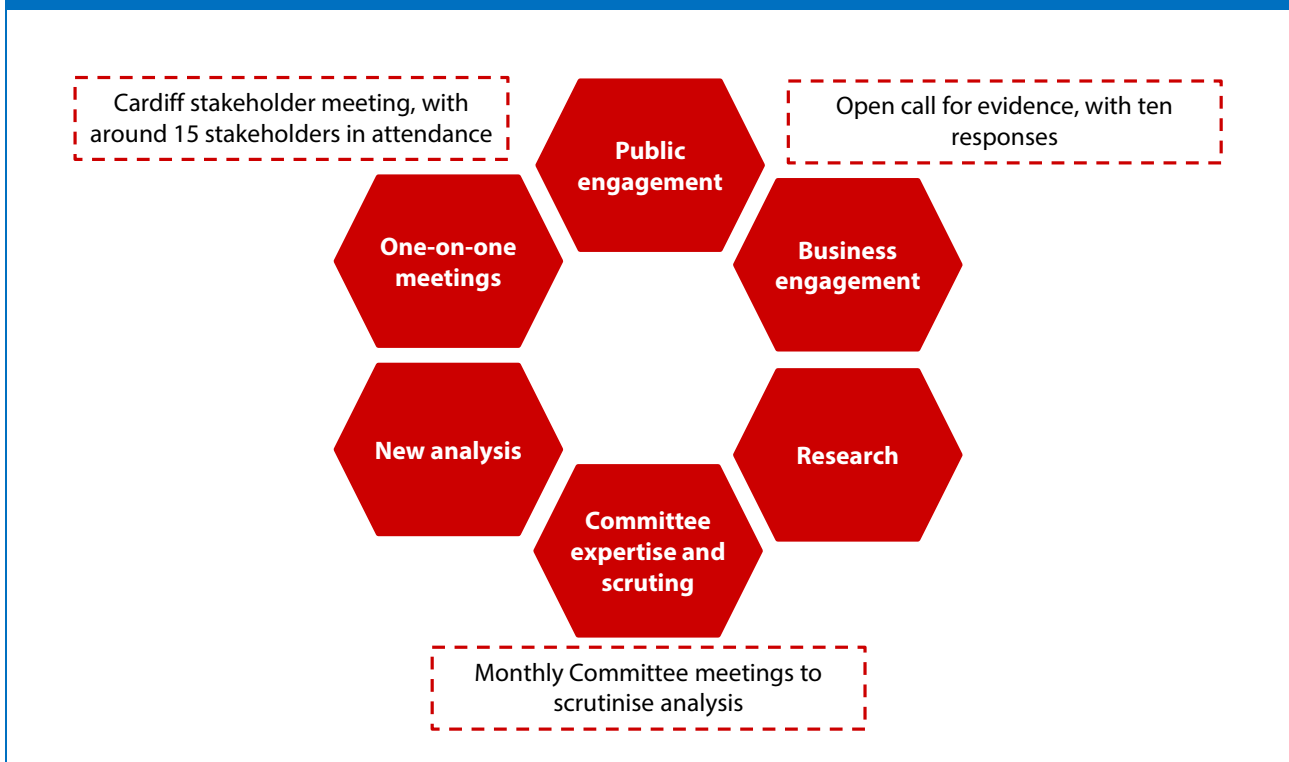 Cardiff stakeholder meeting, with
around 15 stakeholders in attendance
Public
engagement
Open call for evidence, with ten
responses
One-on-one
meetings
Business
engagement
New analysis
Research
Committee
expertise and
scruting
Monthly Committee meetings to
scrutinise analysis